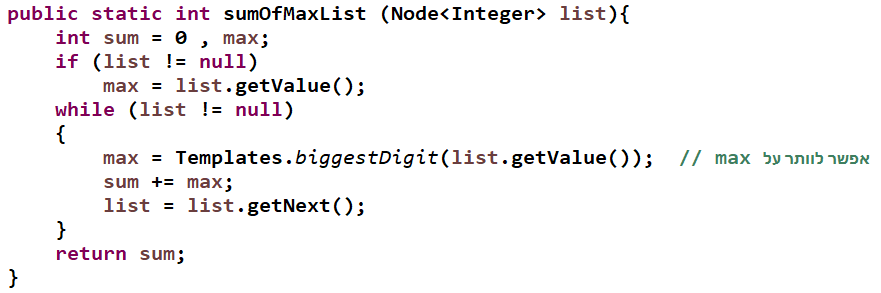 public static int sumOfMaxList (Node<Integer> list){
    int sum = 0 , max;
    if (list != null)
        max = list.getValue();
    while (list != null)
    {
        max = Templates.biggestDigit(list.getValue());  // max אפשר לוותר על
        sum += max;
        list = list.getNext();
    }
    return sum;
}